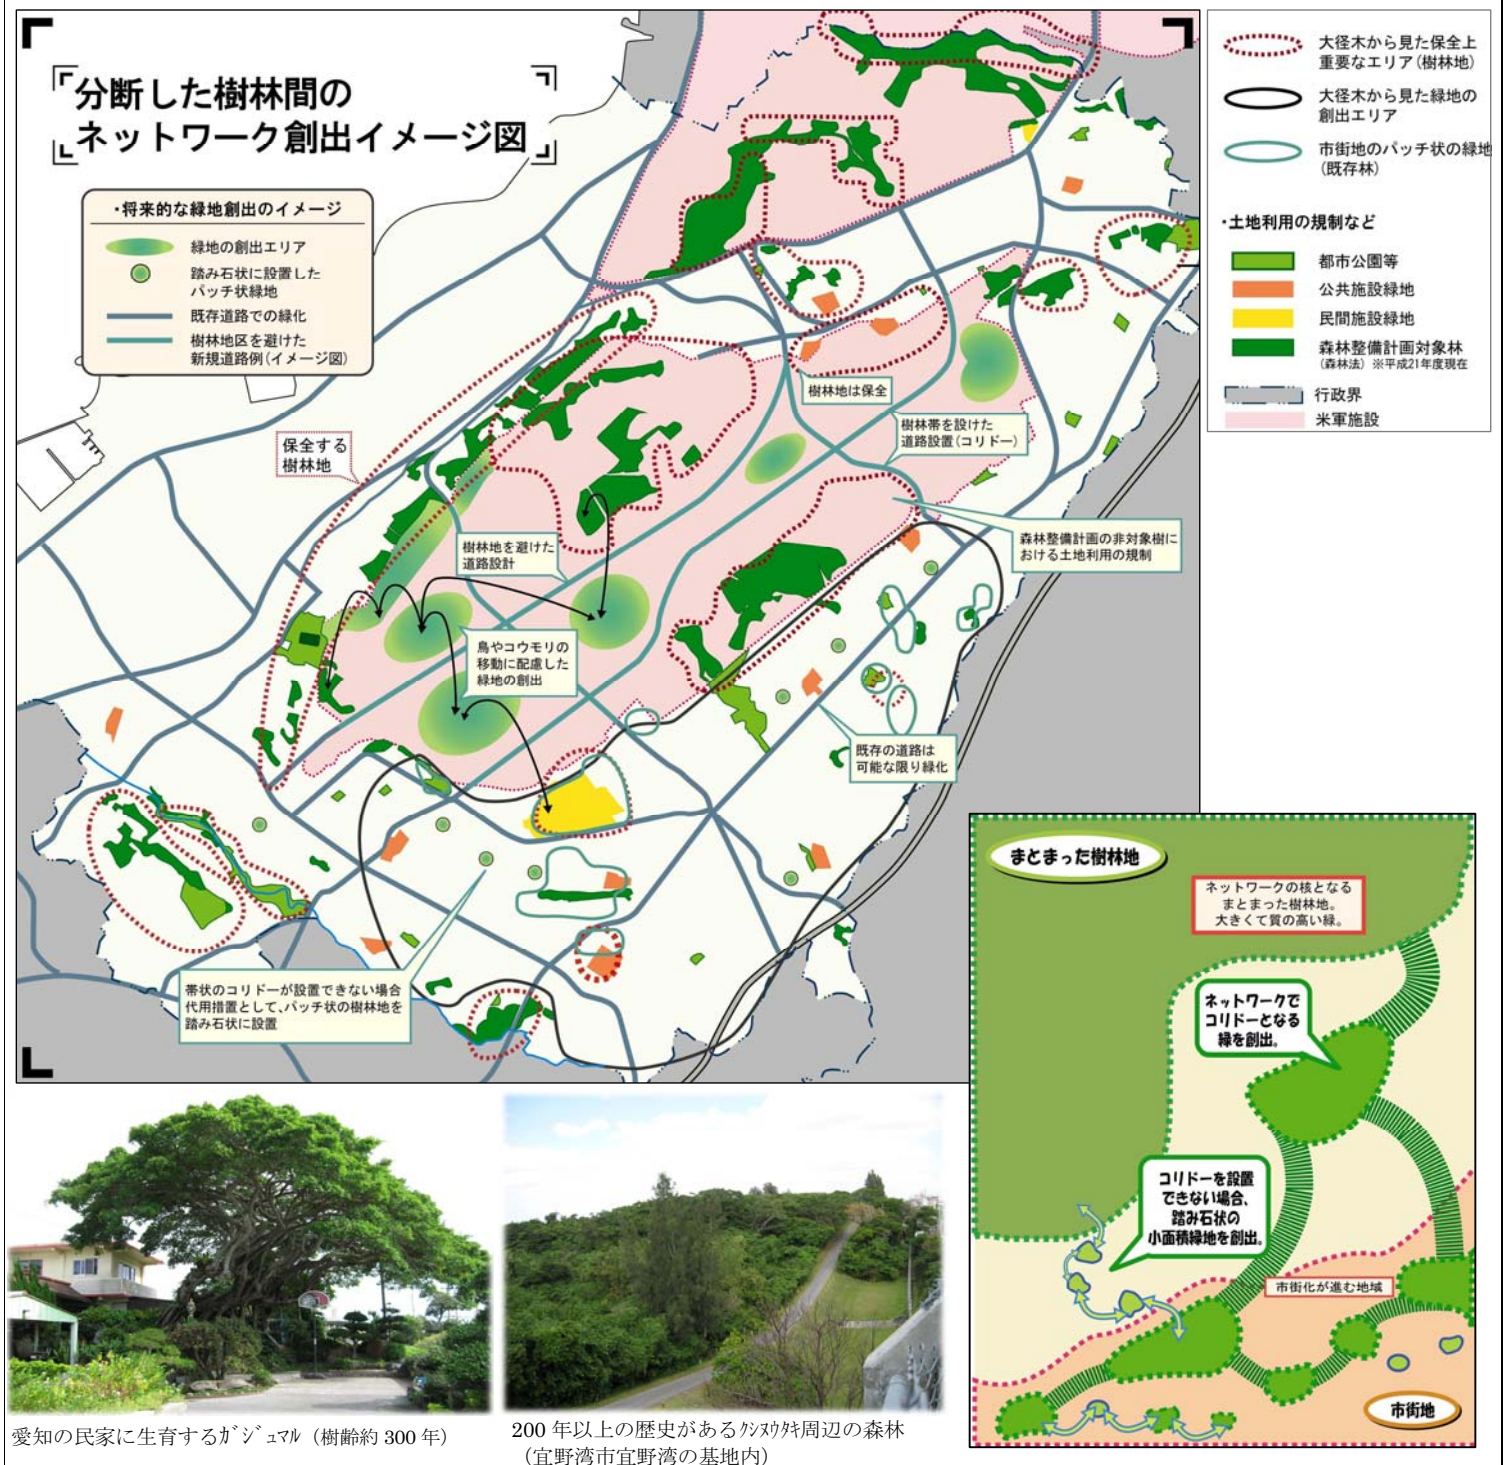 分断した樹林間の
ネットワーク創出イメージ図
・将来的な緑地創出のイメージ
緑地の創出エリア
踏み石状に設置した
パッチ状緑地
既存道路での緑化
樹林地区を避けた
新規道路例(イメージ図)
大径木から見た保全上
重要なエリア(樹林地)
大径木から見た緑地の
創出エリア
市街地のパッチ状の緑地
(既存林)
・土地利用の規制など
都市公園等
公共施設緑地
民間施設緑地
森林整備計画対象林
(森林法) ※平成21年度現在
行政界
米軍施設
保全する
樹林地
樹林地は保全
樹林帯を設けた
道路設置(コリドー)
樹林地を避けた
道路設計
森林整備計画の非対象樹に
おける土地利用の規制
鳥やコウモリの
移動に配慮した
緑地の創出
既存の道路は
可能な限り緑化
帯状のコリドーが設置できない場合
代用措置として、パッチ状の樹林地を
踏み石状に設置
まとまった樹林地
ネットワークの核となる
まとまった樹林地。
大きくて質の高い緑。
ネットワークで
コリドーとなる
緑を創出。
コリドーを設置
できない場合、
踏み石状の
小面積緑地を創出。
市街化が進む地域
市街地
愛知の民家に生育するガジュマル（樹齢約 300 年）
200 年以上の歴史があるクシヌウタキ周辺の森林
（宜野湾市宜野湾の基地内）